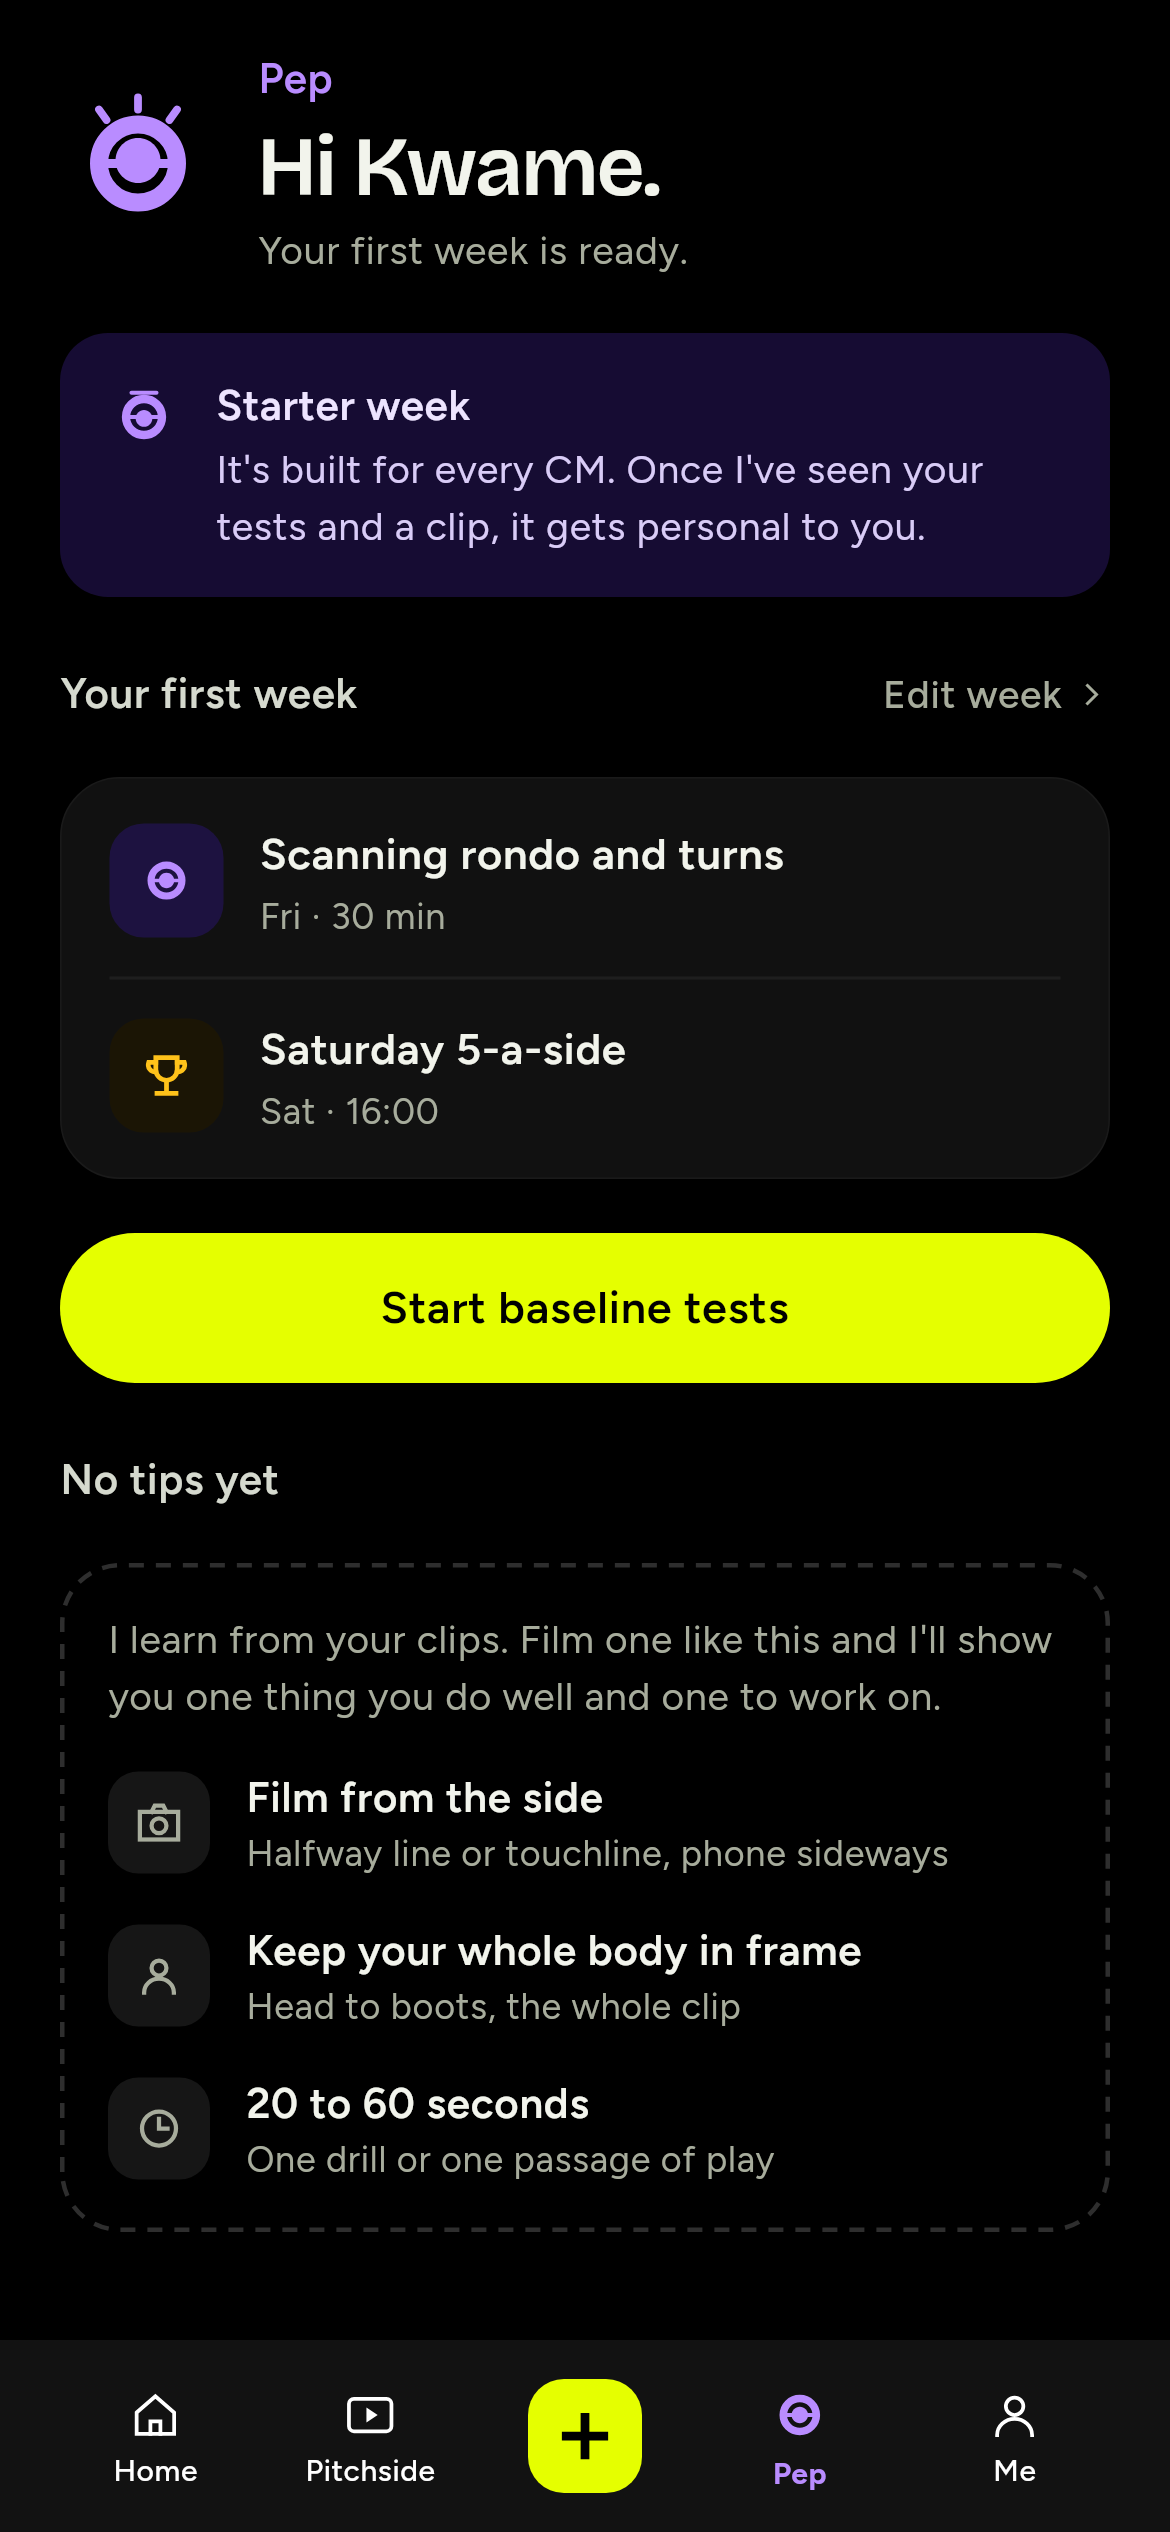 Pep
Hi Kwame.
Your first week is ready.
Starter week
It's built for every CM. Once I've seen your
tests and a clip, it gets personal to you.
Your first week
Edit week
Scanning rondo and turns
Fri · 30 min
Saturday 5-a-side
Sat · 16:00
Start baseline tests
No tips yet
I learn from your clips. Film one like this and I'll show
you one thing you do well and one to work on.
Film from the side
Halfway line or touchline, phone sideways
Keep your whole body in frame
Head to boots, the whole clip
20 to 60 seconds
One drill or one passage of play
Home
Pitchside
Pep
Me